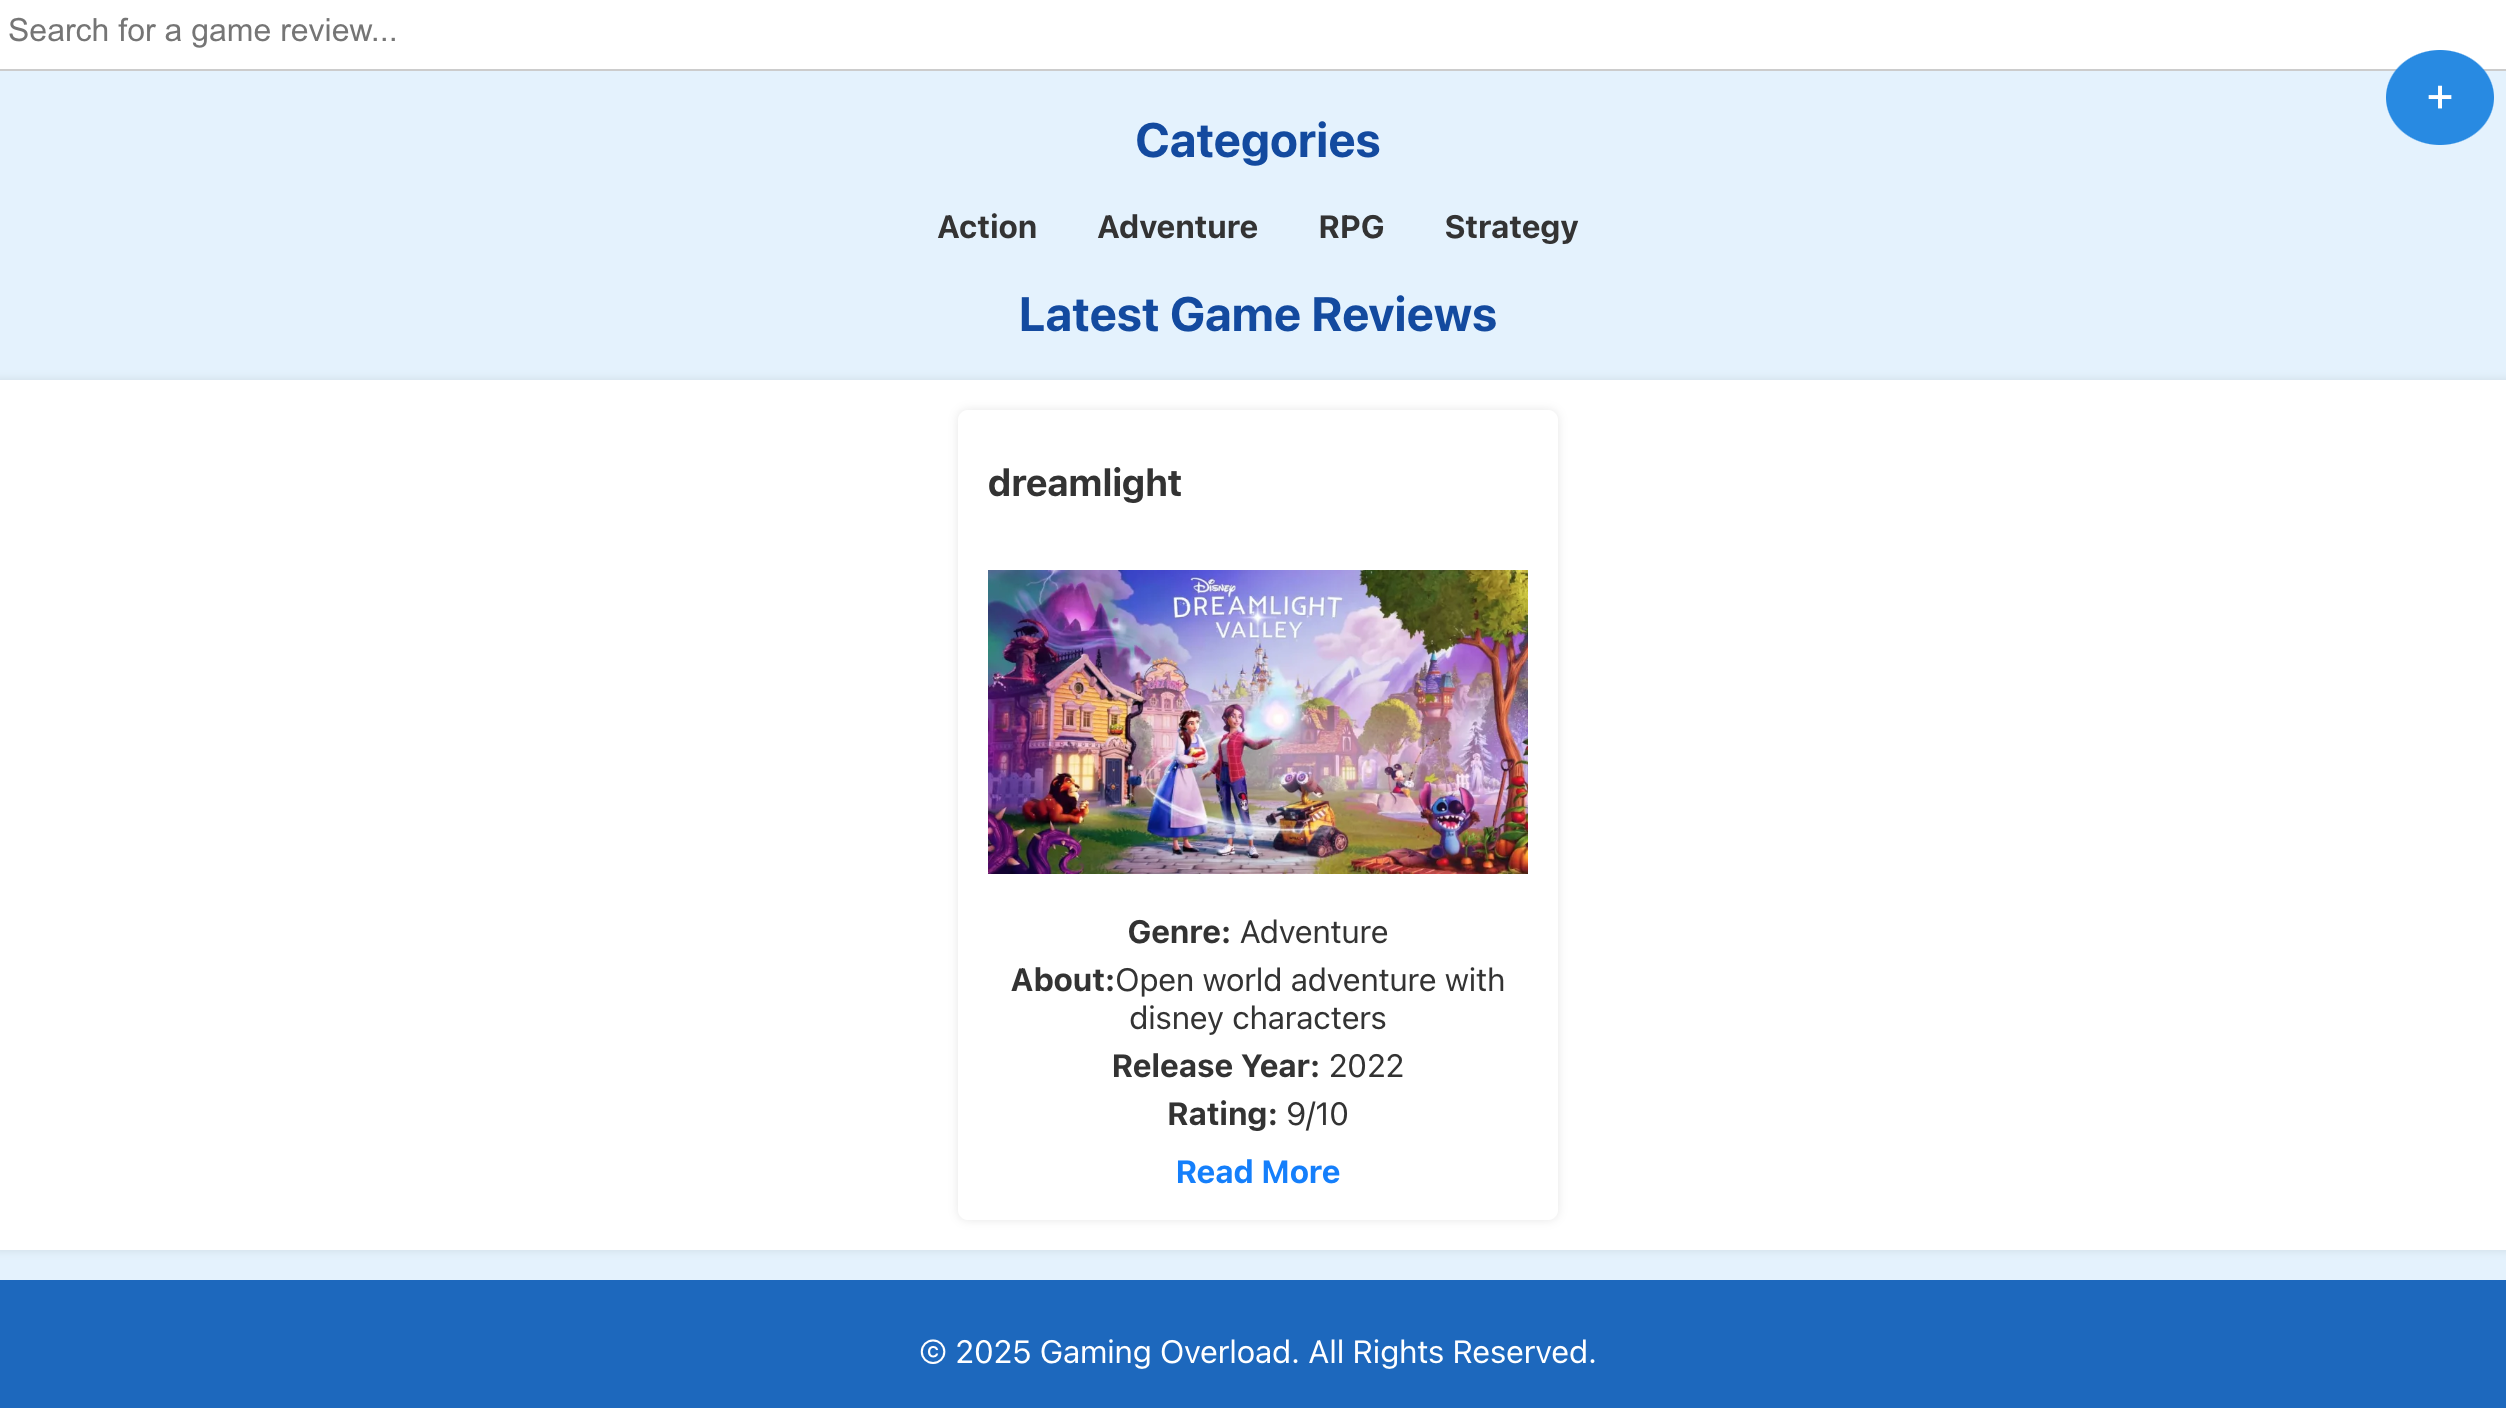 Search for a game review...
+
Categories
Action Adventure RPG Strategy
Latest Game Reviews
dreamlight
Disney
DREAMLIGHT
VALLEY
Genre: Adventure
About:Open world adventure with
disney characters
Release Year: 2022
Rating: 9/10
Read More
© 2025 Gaming Overload. All Rights Reserved.